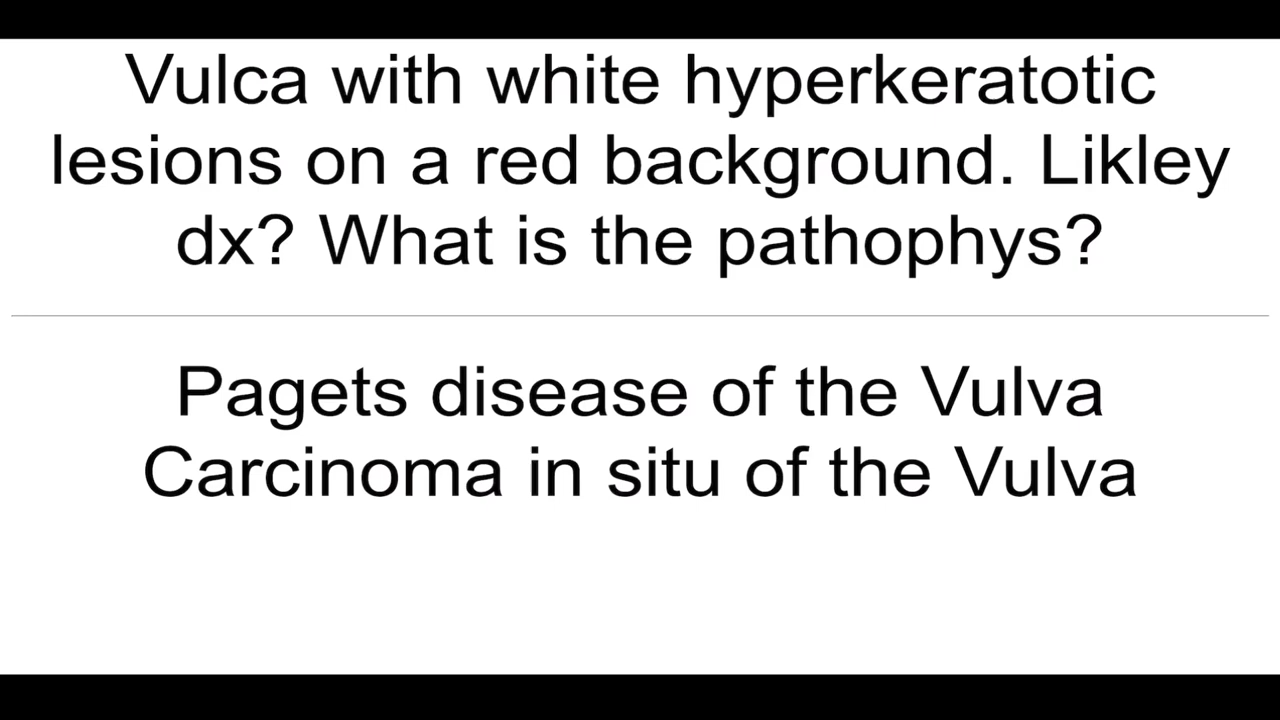 Vulca with white hyperkeratotic
lesions on a red background. Likley
dx? What is the pathophys?
Pagets disease of the Vulva
Carcinoma in situ of the Vulva